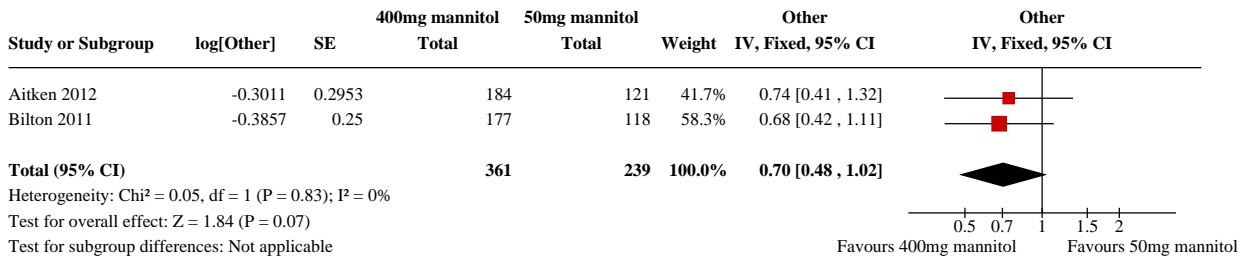 400mg mannitol 50mg mannitol Other Other
Study or Subgroup log[Other] SE Total Total Weight IV, Fixed, 95% CI IV, Fixed, 95% CI
Aitken 2012 -0.3011 0.2953 184 121 41.7% 0.74 [0.41 , 1.32]
Bilton 2011 -0.3857 0.25 177 118 58.3% 0.68 [0.42 , 1.11]
Total (95% CI) 361 239 100.0% 0.70 [0.48 , 1.02]
Heterogeneity: Chi² = 0.05, df = 1 (P = 0.83); I² = 0%
Test for overall effect: Z = 1.84 (P = 0.07)
Test for subgroup differences: Not applicable
0.5 0.7 1 1.5 2
Favours 400mg mannitol Favours 50mg mannitol